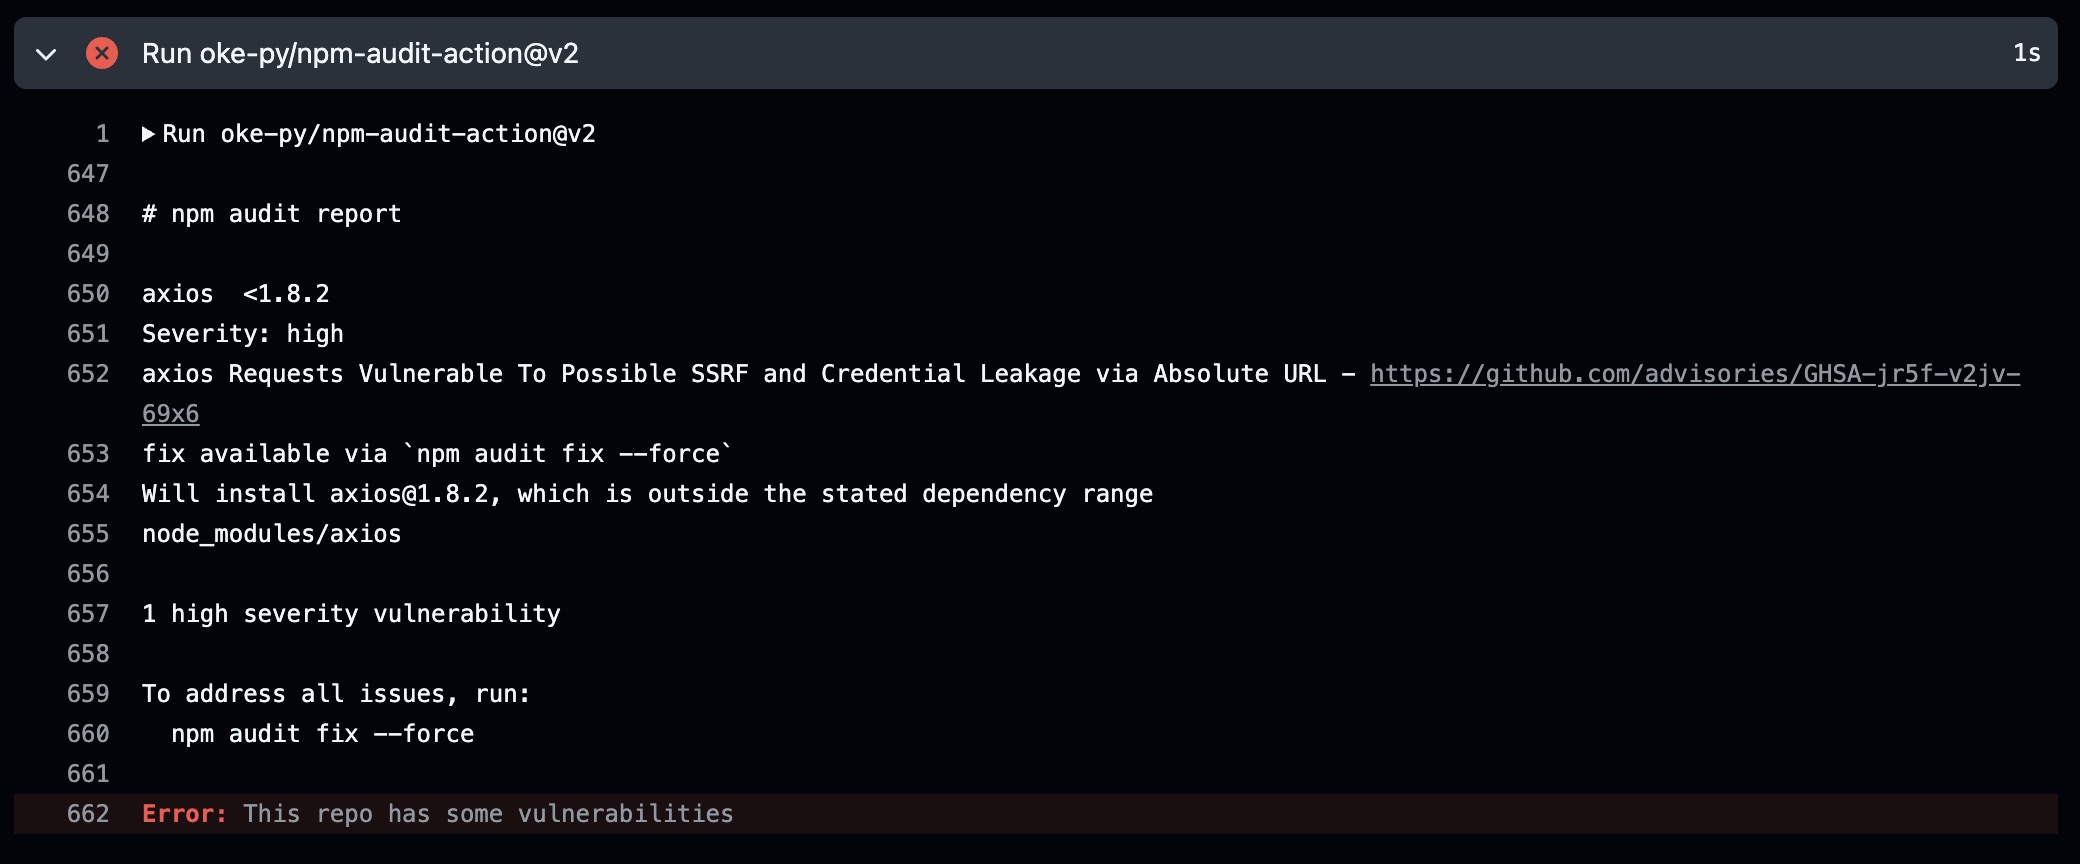 Run oke-py/npm-audit-action@v2 1s
1 ▶ Run oke-py/npm-audit-action@v2
647
648 # npm audit report
649
650 axios  <1.8.2
651 Severity: high
652 axios Requests Vulnerable To Possible SSRF and Credential Leakage via Absolute URL - https://github.com/advisories/GHSA-jr5f-v2jv-
69x6
653 fix available via `npm audit fix --force`
654 Will install axios@1.8.2, which is outside the stated dependency range
655 node_modules/axios
656
657 1 high severity vulnerability
658
659 To address all issues, run:
660   npm audit fix --force
661
662 Error: This repo has some vulnerabilities